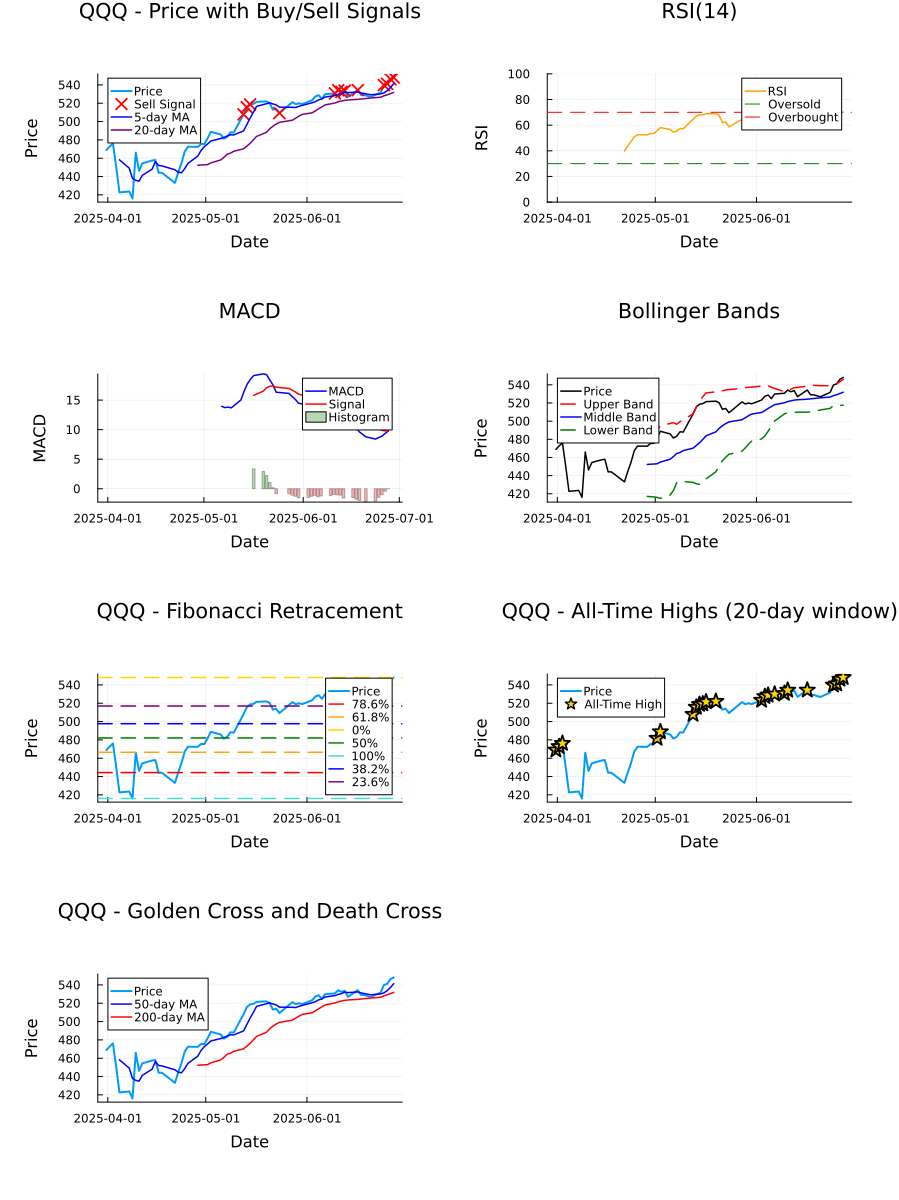 QQQ - Price with Buy/Sell Signals
Price
540
520
500
480
460
440
420
Price
Sell Signal
5-day MA
20-day MA
2025-04-01
2025-05-01
2025-06-01
Date
RSI(14)
RSI
100
80
60
40
20
0
RSI
Oversold
Overbought
2025-04-01
2025-05-01
2025-06-01
Date
MACD
MACD
15
10
5
0
MACD
Signal
Histogram
2025-04-01
2025-05-01
2025-06-01
2025-07-01
Date
Bollinger Bands
Price
540
520
500
480
460
440
420
Price
Upper Band
Middle Band
Lower Band
2025-04-01
2025-05-01
2025-06-01
Date
QQQ - Fibonacci Retracement
Price
540
520
500
480
460
440
420
Price
78.6%
61.8%
0%
50%
100%
38.2%
23.6%
2025-04-01
2025-05-01
2025-06-01
Date
QQQ - All-Time Highs (20-day window)
Price
540
520
500
480
460
440
420
Price
All-Time High
2025-04-01
2025-05-01
2025-06-01
Date
QQQ - Golden Cross and Death Cross
Price
540
520
500
480
460
440
420
Price
50-day MA
200-day MA
2025-04-01
2025-05-01
2025-06-01
Date